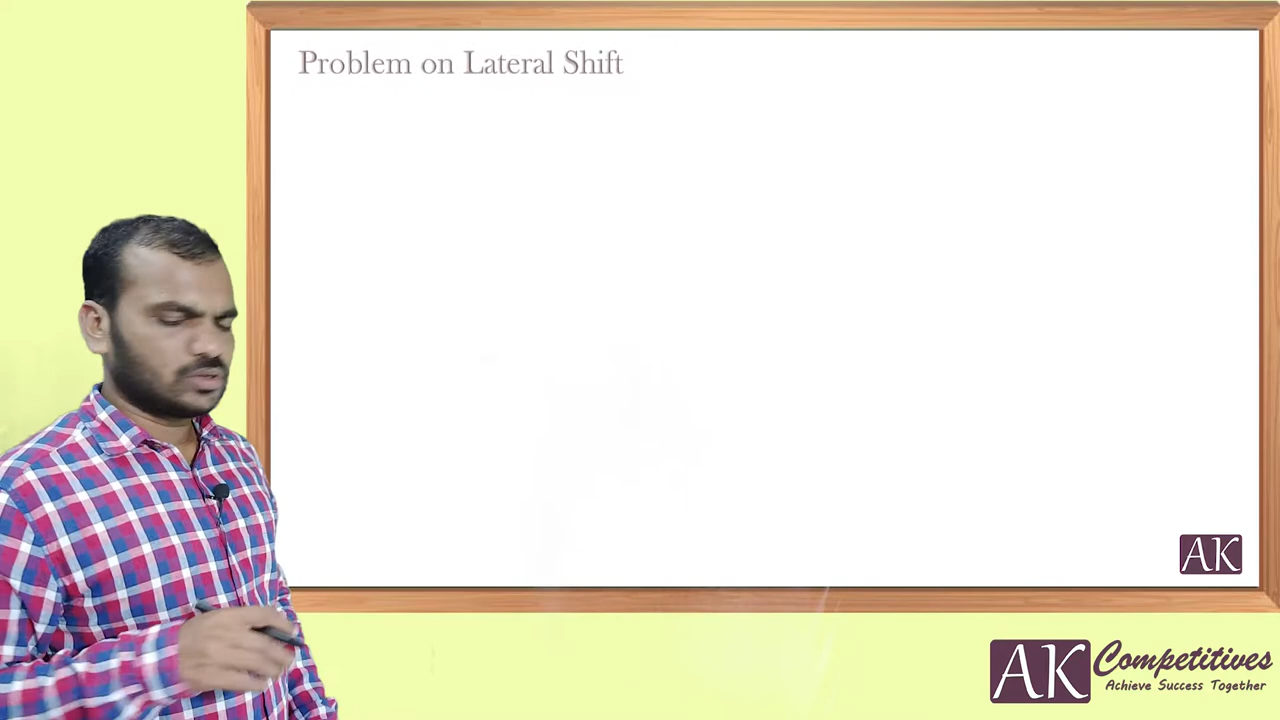 Problem on Lateral Shift
AK
AK Competitives
Achieve Success Together